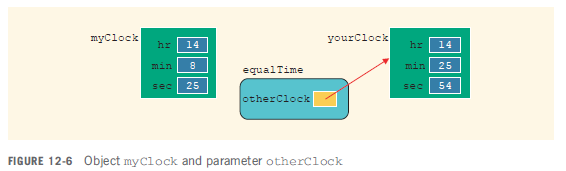 myClock
hr 14
min 8
sec 25
equalTime
otherClock
yourClock
hr 14
min 25
sec 54
FIGURE 12-6 Object myClock and parameter otherClock